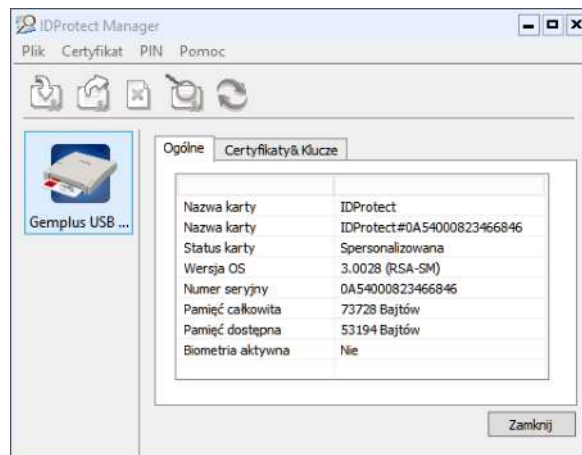 IDProtect Manager
Plik Certyfikat PIN Pomoc
Gemplus USB ...
Ogólne Certyfikaty& Klucze
Nazwa karty IDProtect
Nazwa karty IDProtect#0A54000823466846
Status karty Spersonalizowana
Wersja OS 3.0028 (RSA-SM)
Numer seryjny 0A54000823466846
Pamięć całkowita 73728 Bajtów
Pamięć dostępna 53194 Bajtów
Biometria aktywna Nie
Zamknij